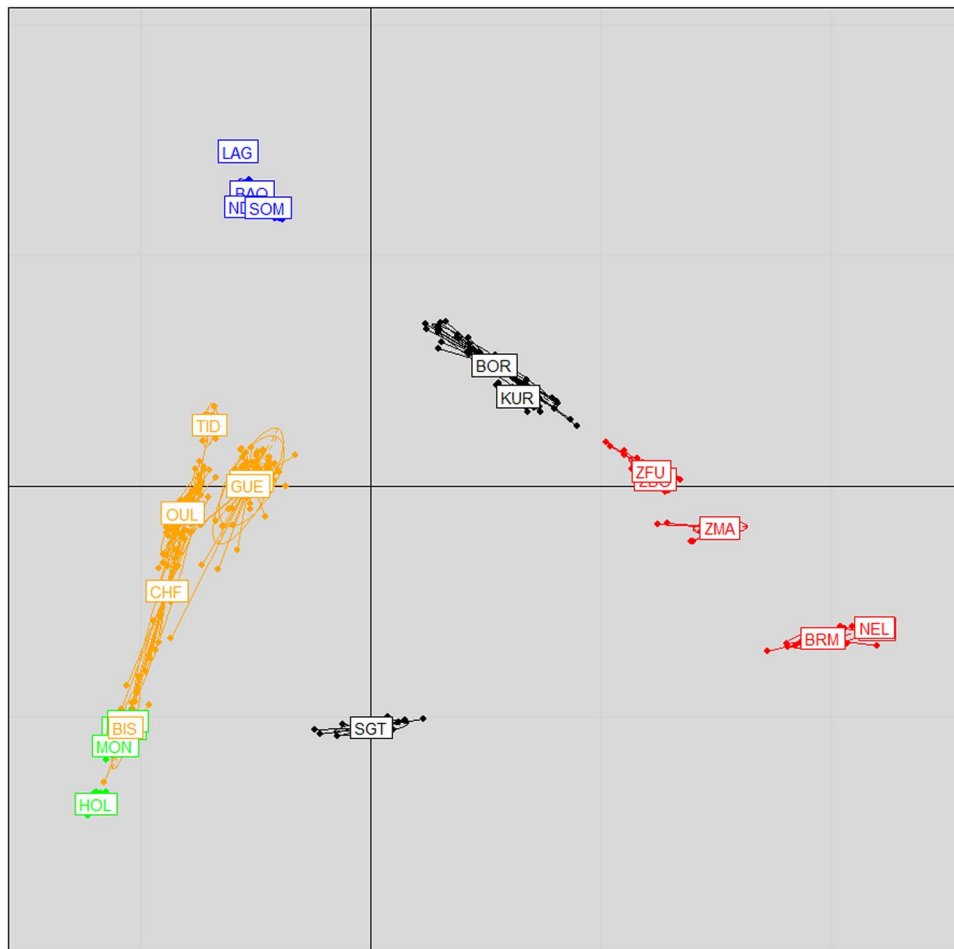 LAG
SOM
BOR
KUR
TID
ZFU
GUE
OUL
ZMA
CHF
NEL
BRM
BIS
SGT
MON
HOL